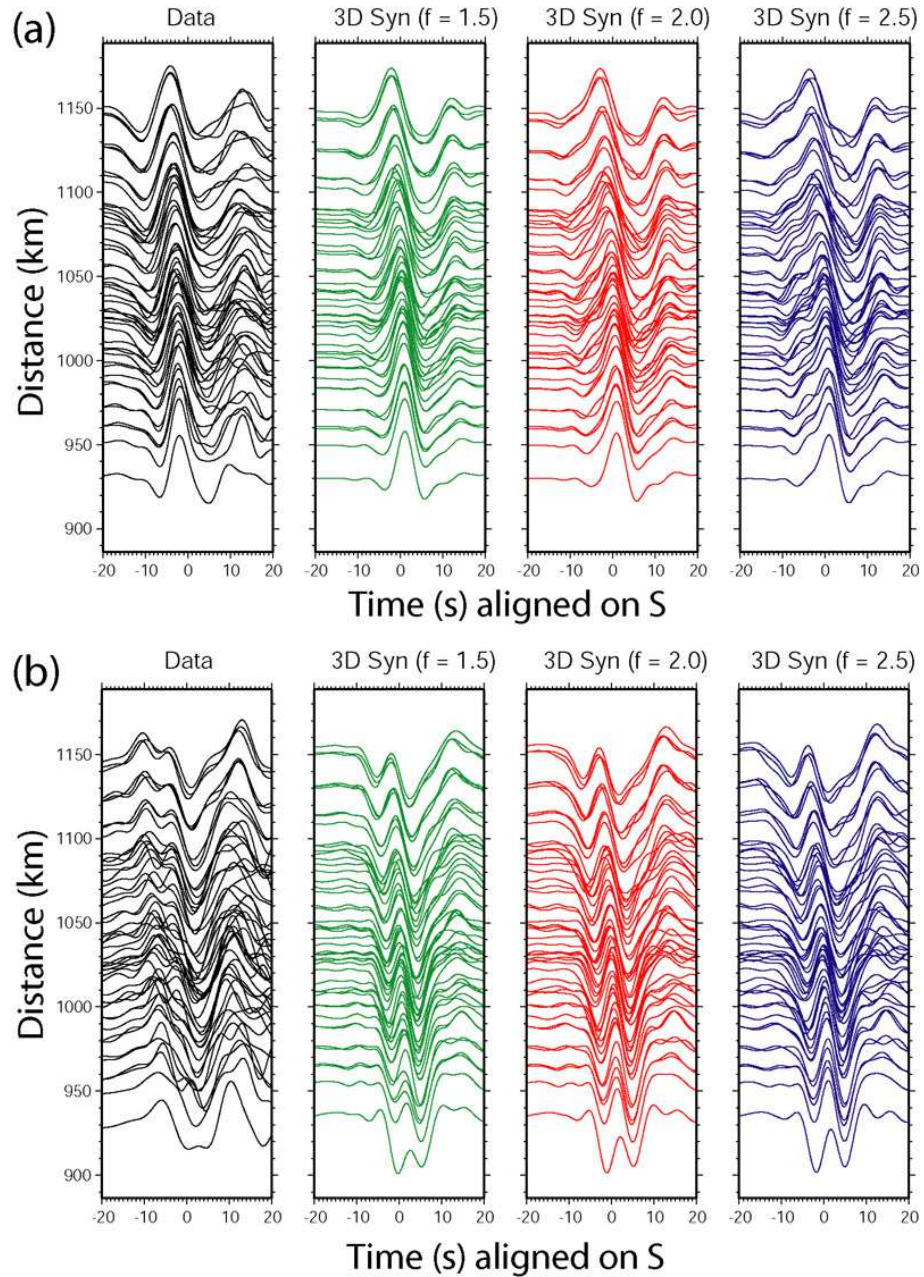 (a)
Data 3D Syn (f = 1.5) 3D Syn (f = 2.0) 3D Syn (f = 2.5)
Distance (km)
1150
1100
1050
1000
950
900
-20 -10 0 10 20 -20 -10 0 10 20 -20 -10 0 10 20 -20 -10 0 10 20
Time (s) aligned on S
(b)
Data 3D Syn (f = 1.5) 3D Syn (f = 2.0) 3D Syn (f = 2.5)
Distance (km)
1150
1100
1050
1000
950
900
-20 -10 0 10 20 -20 -10 0 10 20 -20 -10 0 10 20 -20 -10 0 10 20
Time (s) aligned on S